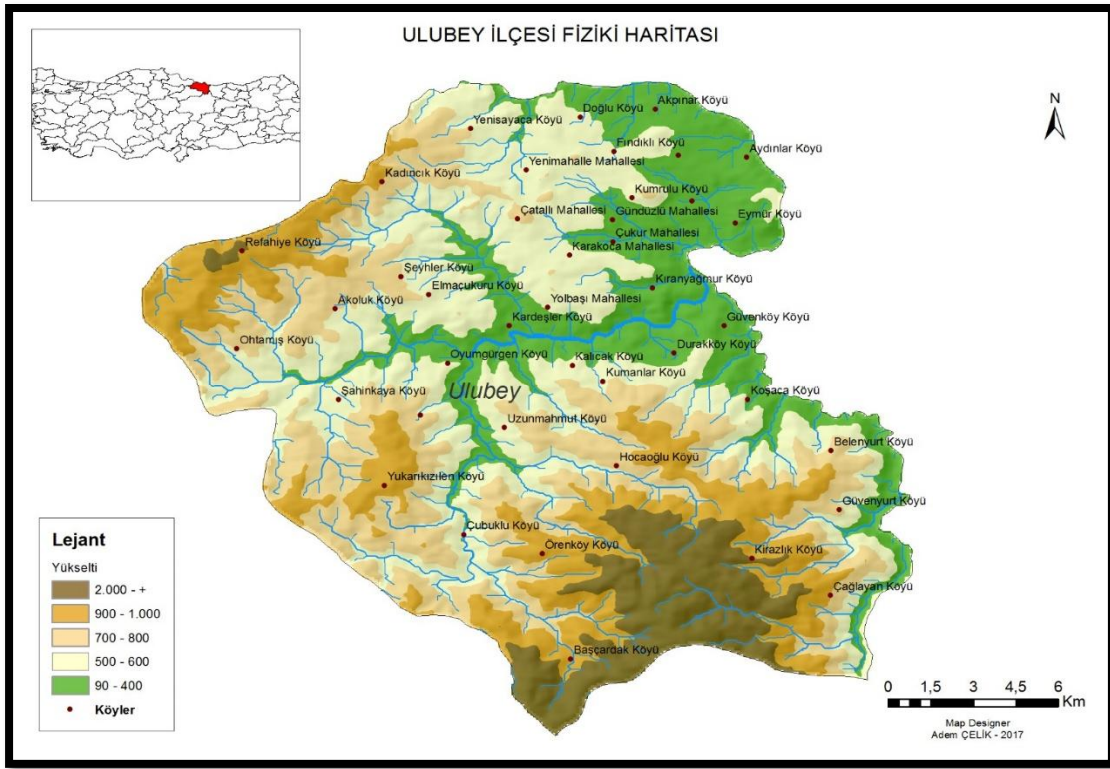 ULUBEY İLÇESİ FİZİKİ HARİTASI
N
Akpınar Köyü
Doğlu Köyü
Yenisayaca Köyü
Fındıklı Köyü
Aydınlar Köyü
Yenimahalle Mahallesi
Kadıncık Köyü
Kumrulu Köyü
Çatallı Mahallesi
Gündüzlü Mahallesi
Eymür Köyü
Çukur Mahallesi
Refahiye Köyü
Karakoca Mahallesi
Şeyhler Köyü
Kıranyağmur Köyü
Elmaçukuru Köyü
Akoluk Köyü
Yolbaşı Mahallesi
Kardeşler Köyü
Güvenköy Köyü
Ohtamış Köyü
Durakköy Köyü
Oyumgürgen Köyü
Kalıcak Köyü
Kumanlar Köyü
Ulubey
Şahinkaya Köyü
Koşaca Köyü
Uzunmahmut Köyü
Belenyurt Köyü
Hocaoğlu Köyü
Yukarıkızılen Köyü
Güvenyurt Köyü
Çubuklu Köyü
Örenköy Köyü
Kirazlık Köyü
Çağlayan Köyü
Başçardak Köyü
Lejant
Yükselti
2.000 - +
900 - 1.000
700 - 800
500 - 600
90 - 400
Köyler
0 1,5 3 4,5 6
Km
Map Designer
Adem ÇELİK - 2017